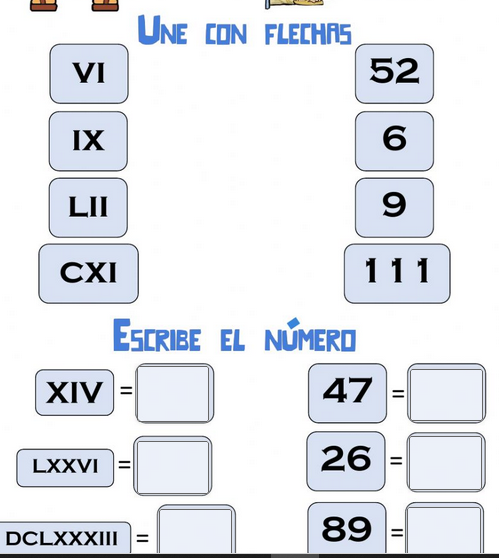 Une con flechas
VI 52
IX 6
LII 9
CXI 111
Escribe el número
XIV = 47 =
LXXVI = 26 =
DCLXXXIII = 89 =